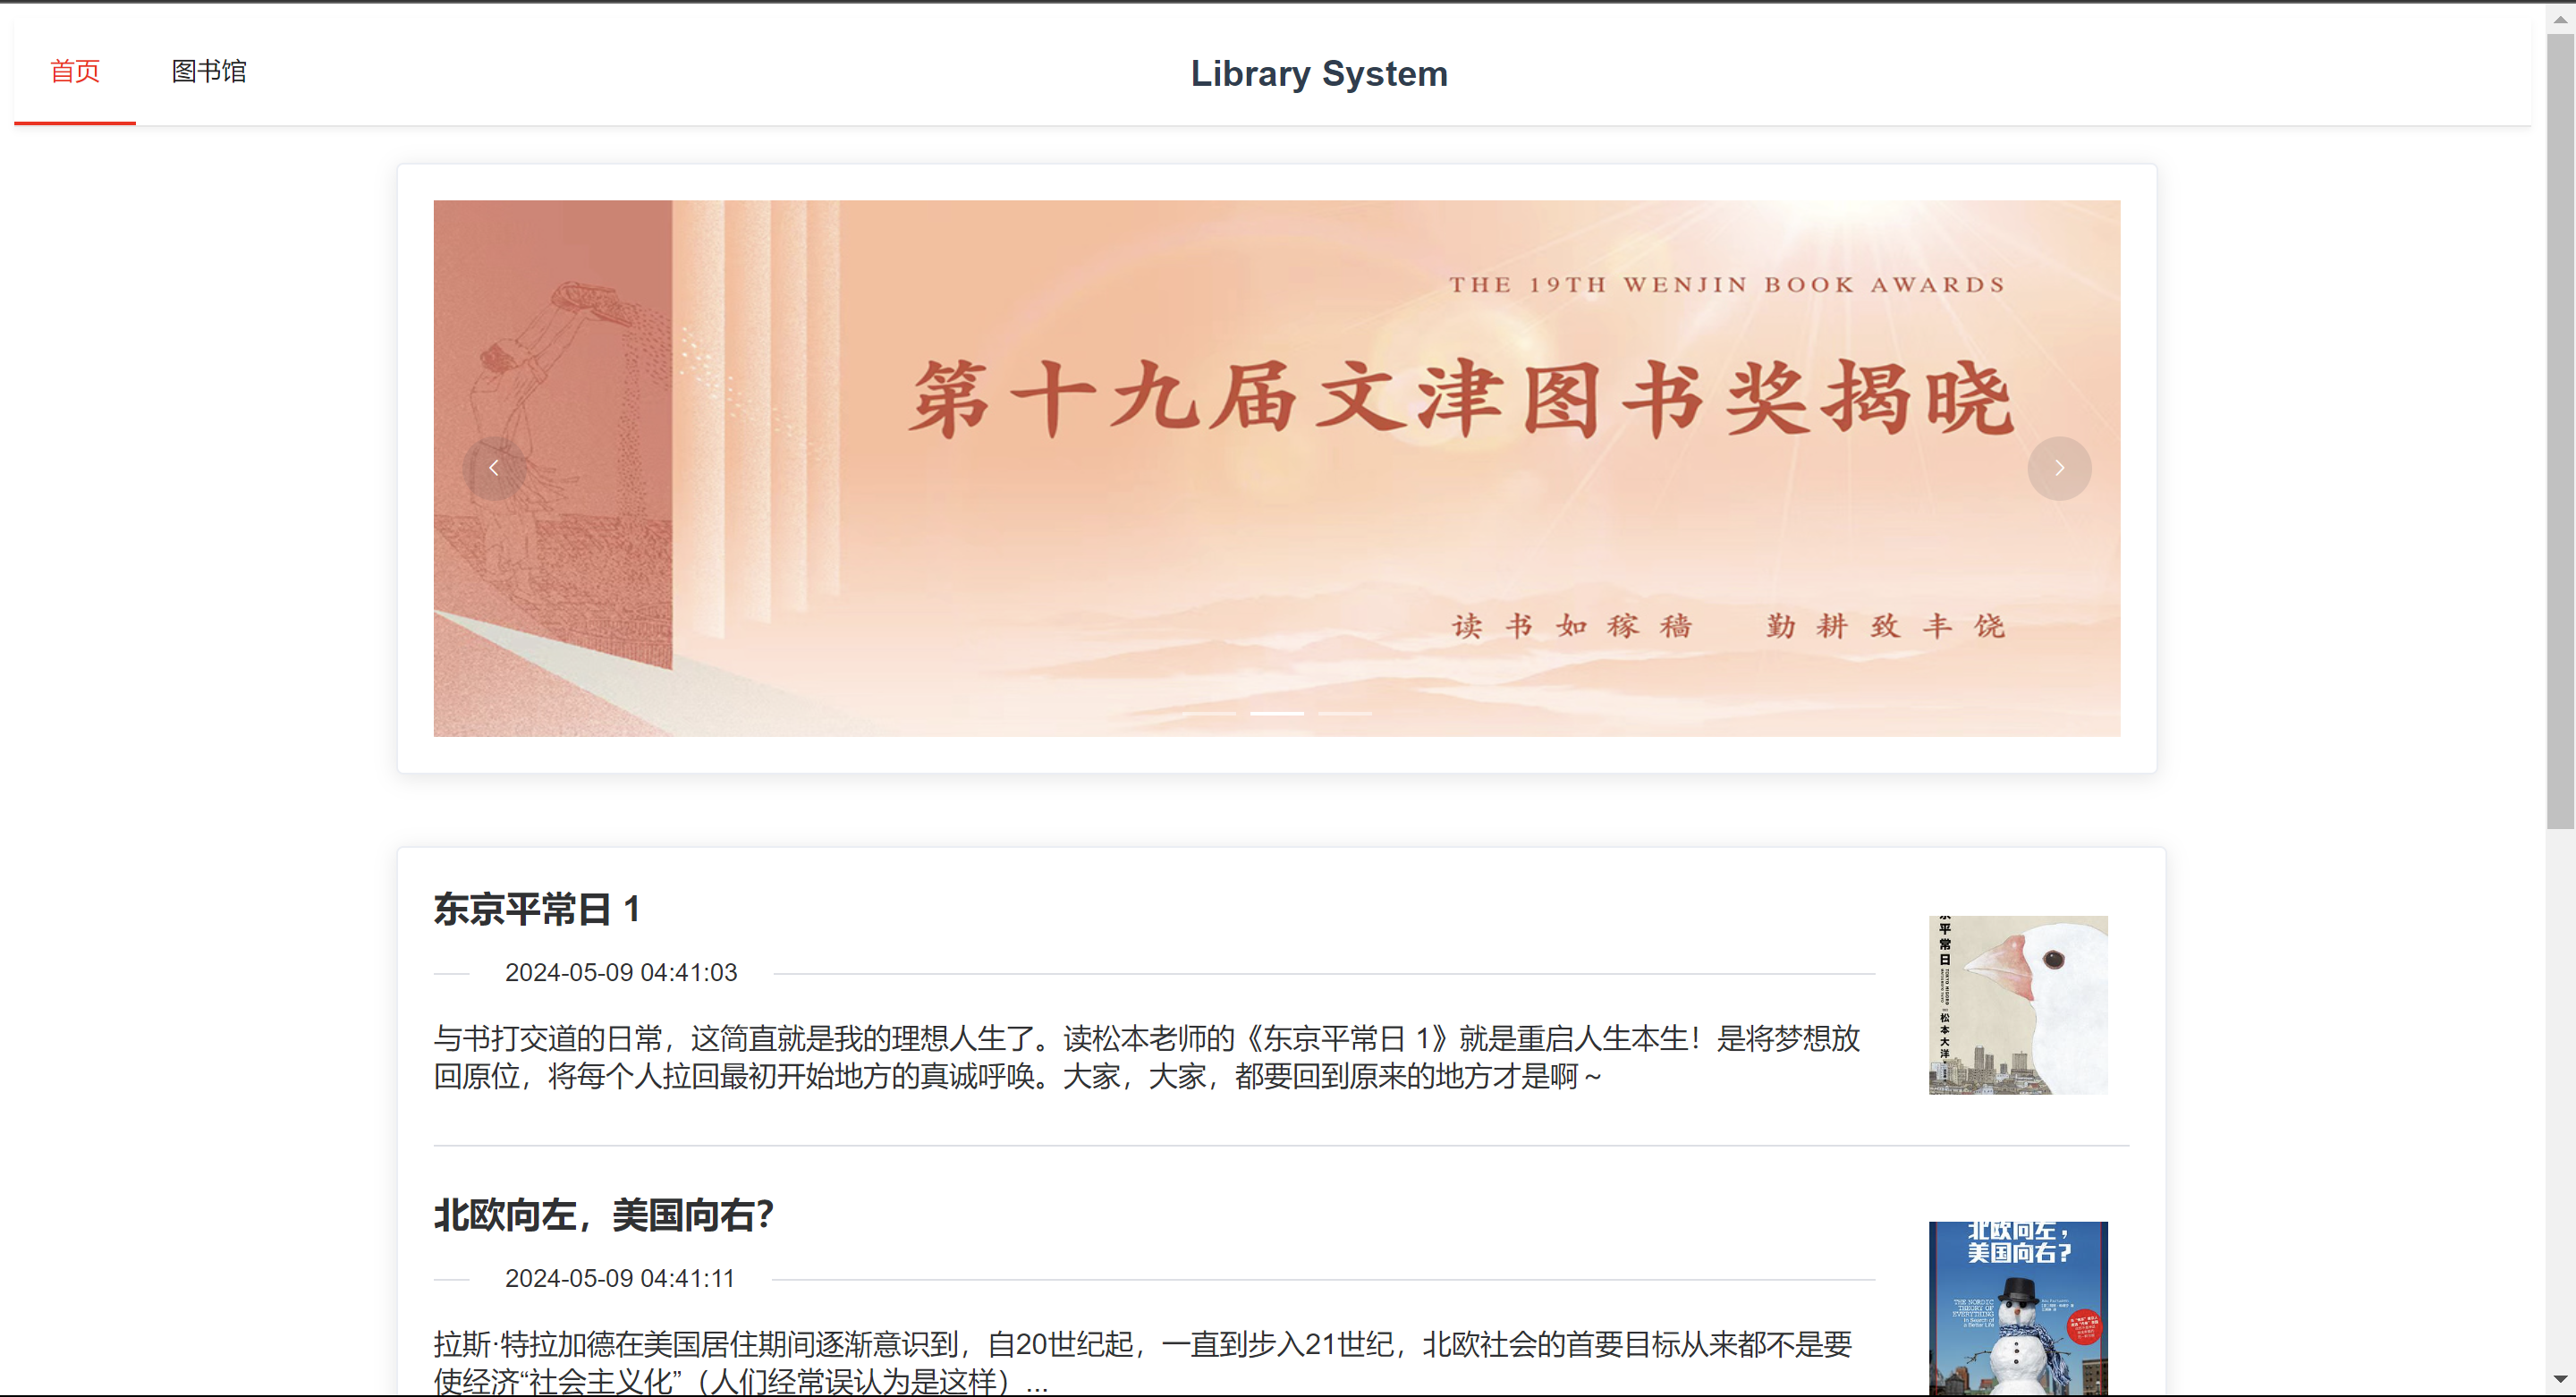 首页
图书馆
Library System
THE 19TH WENJIN BOOK AWARDS
第十九届文津图书奖揭晓
读书如稼穑 勤耕致丰饶
东京平常日 1
2024-05-09 04:41:03
与书打交道的日常，这简直就是我的理想人生了。读松本老师的《东京平常日 1》就是重启人生本生！是将梦想放
回原位，将每个人拉回最初开始地方的真诚呼唤。大家，大家，都要回到原来的地方才是啊～
平常日
松本大洋
北欧向左，美国向右？
2024-05-09 04:41:11
拉斯·特拉加德在美国居住期间逐渐意识到，自20世纪起，一直到步入21世纪，北欧社会的首要目标从来都不是要
使经济“社会主义化”（人们经常误认为是这样）...
北欧向左，
美国向右？
THE NORDIC
THEORY OF
EVERYTHING
In Search of
a Better Life